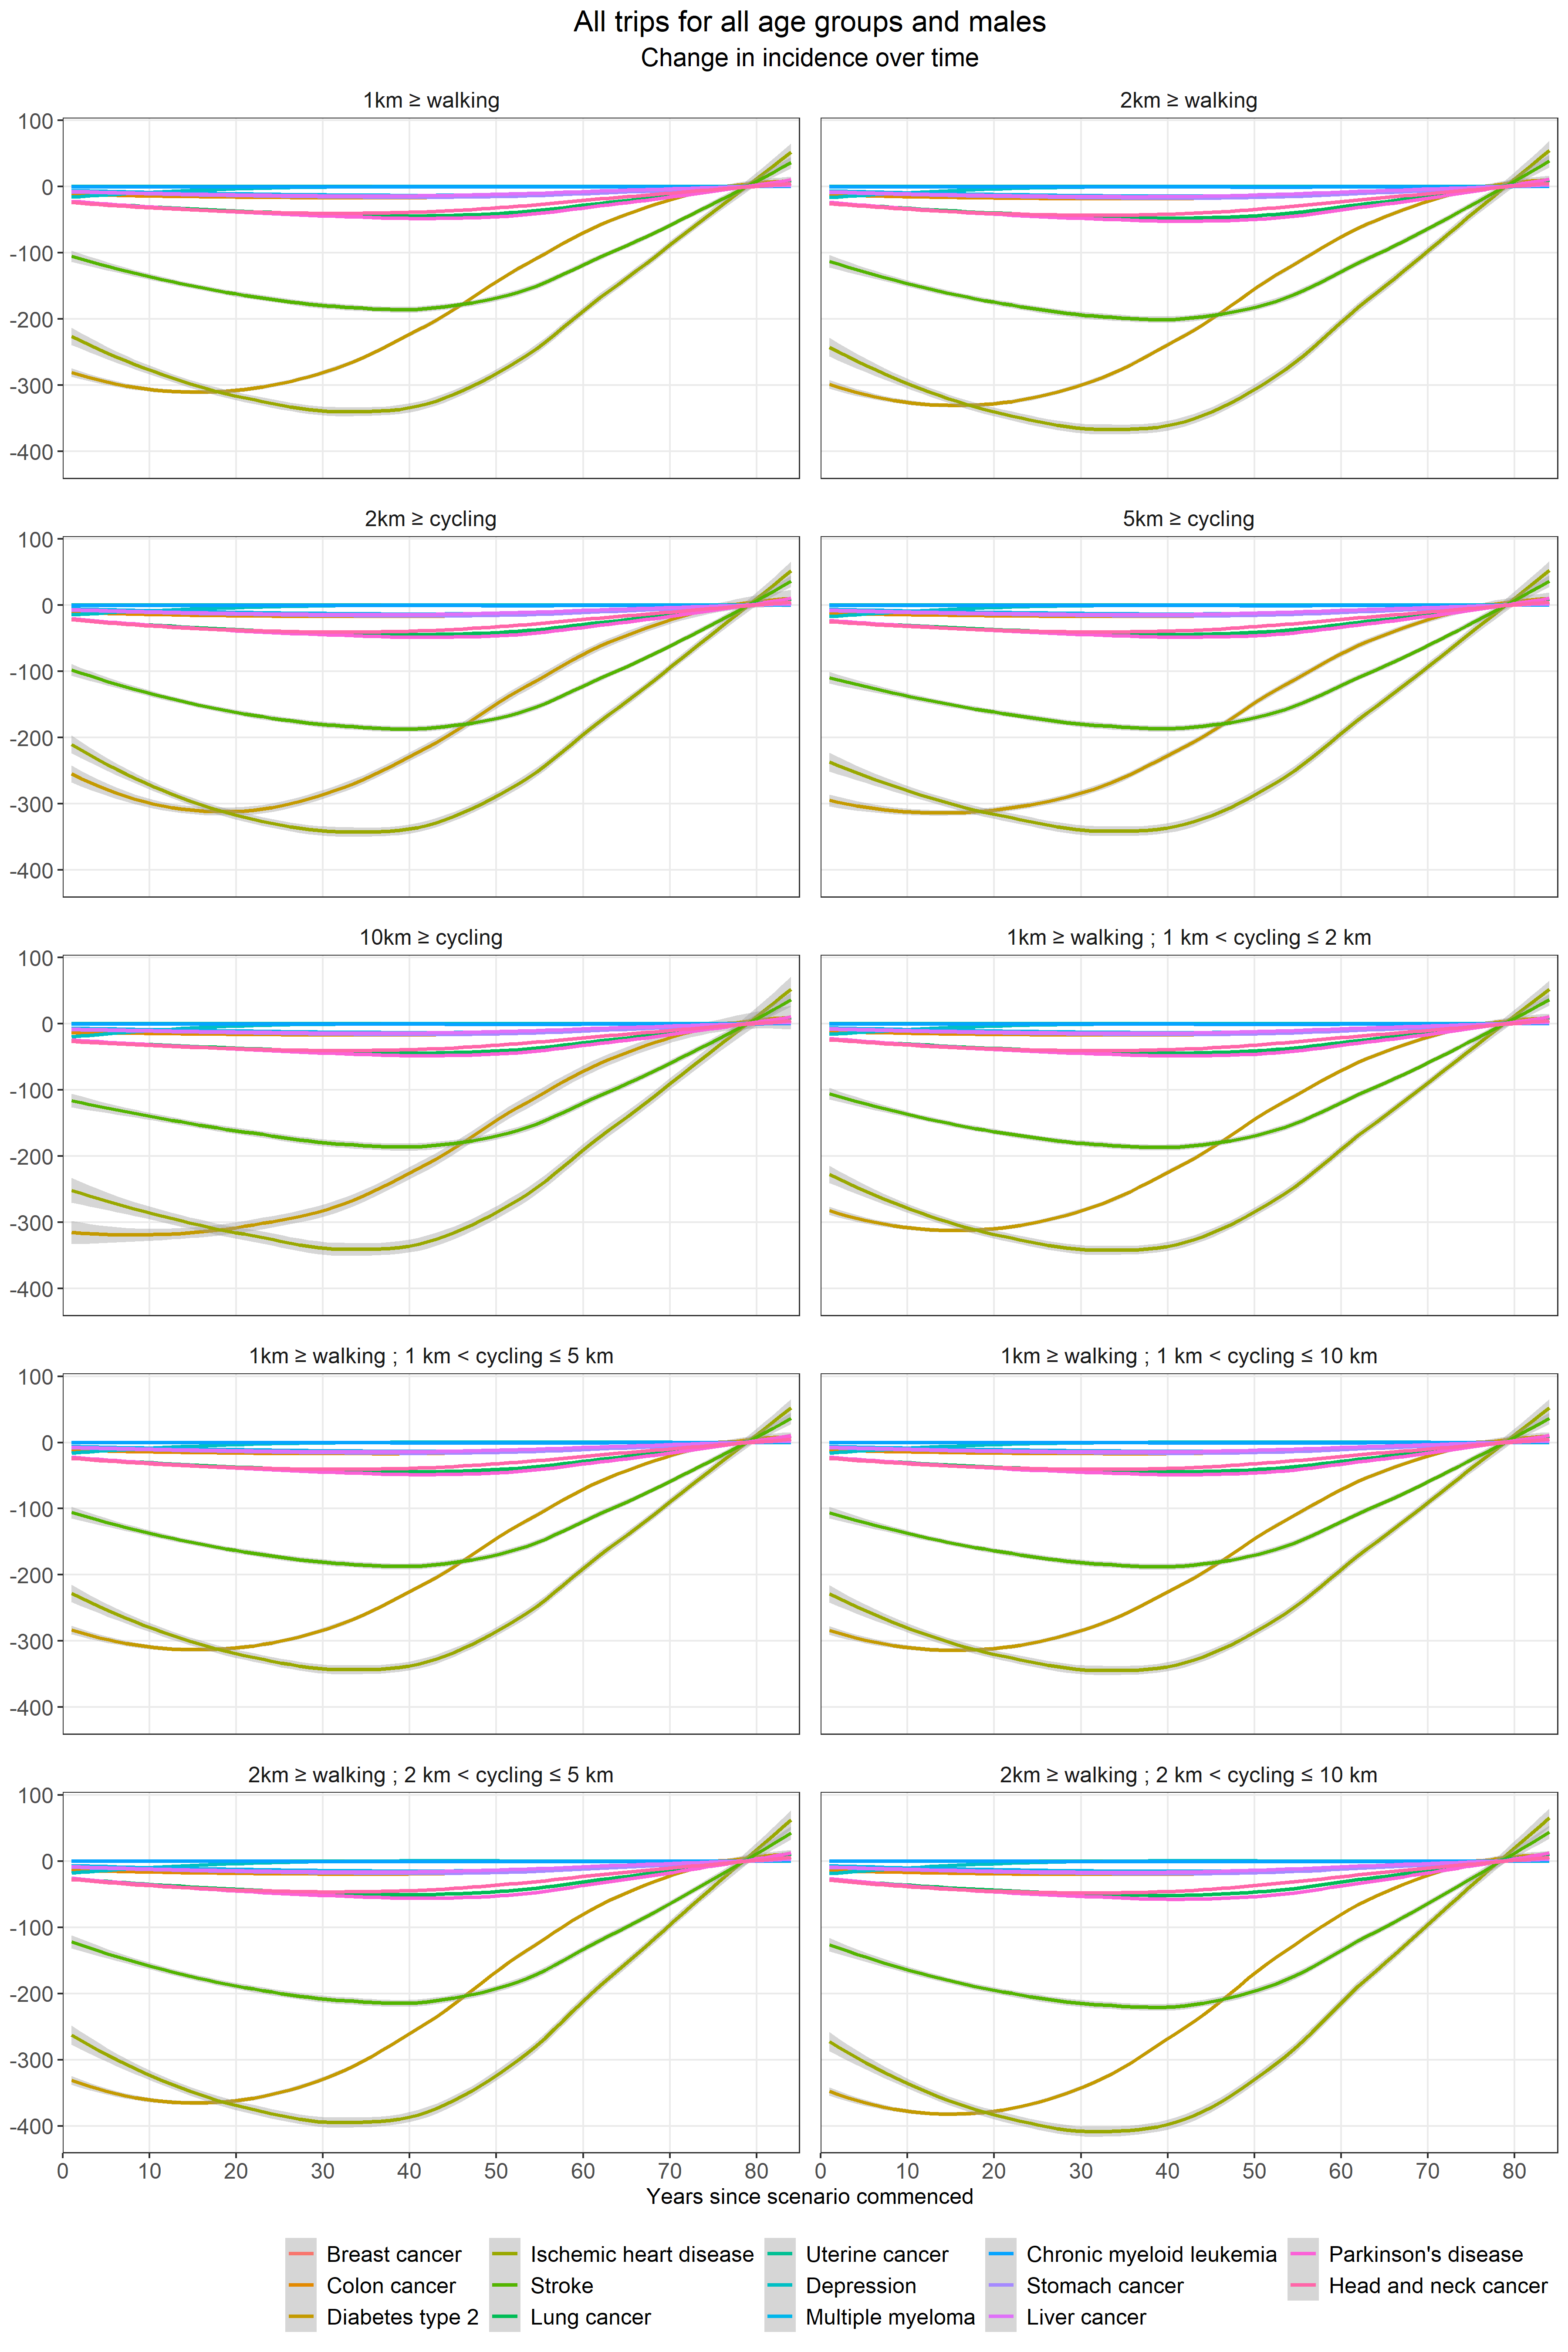 All trips for all age groups and males
Change in incidence over time
1km ≥ walking
2km ≥ walking
100
0
-100
-200
-300
-400
2km ≥ cycling
5km ≥ cycling
100
0
-100
-200
-300
-400
10km ≥ cycling
1km ≥ walking ; 1 km < cycling ≤ 2 km
100
0
-100
-200
-300
-400
1km ≥ walking ; 1 km < cycling ≤ 5 km
1km ≥ walking ; 1 km < cycling ≤ 10 km
100
0
-100
-200
-300
-400
2km ≥ walking ; 2 km < cycling ≤ 5 km
2km ≥ walking ; 2 km < cycling ≤ 10 km
100
0
-100
-200
-300
-400
0 10 20 30 40 50 60 70 80
0 10 20 30 40 50 60 70 80
Years since scenario commenced
Breast cancer
Colon cancer
Diabetes type 2
Ischemic heart disease
Stroke
Lung cancer
Uterine cancer
Depression
Multiple myeloma
Chronic myeloid leukemia
Stomach cancer
Liver cancer
Parkinson's disease
Head and neck cancer